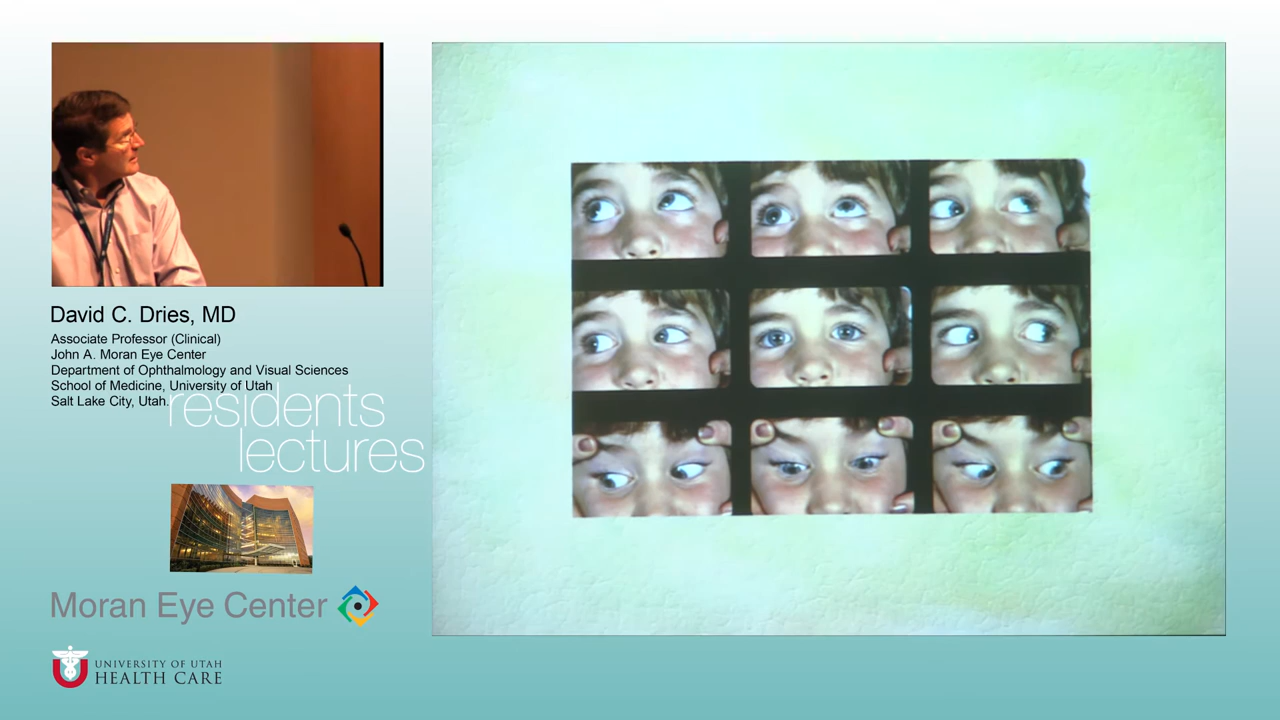 David C. Dries, MD
Associate Professor (Clinical)
John A. Moran Eye Center
Department of Ophthalmology and Visual Sciences
School of Medicine, University of Utah
Salt Lake City, Utah.
residents
lectures
Moran Eye Center
UNIVERSITY OF UTAH
HEALTH CARE